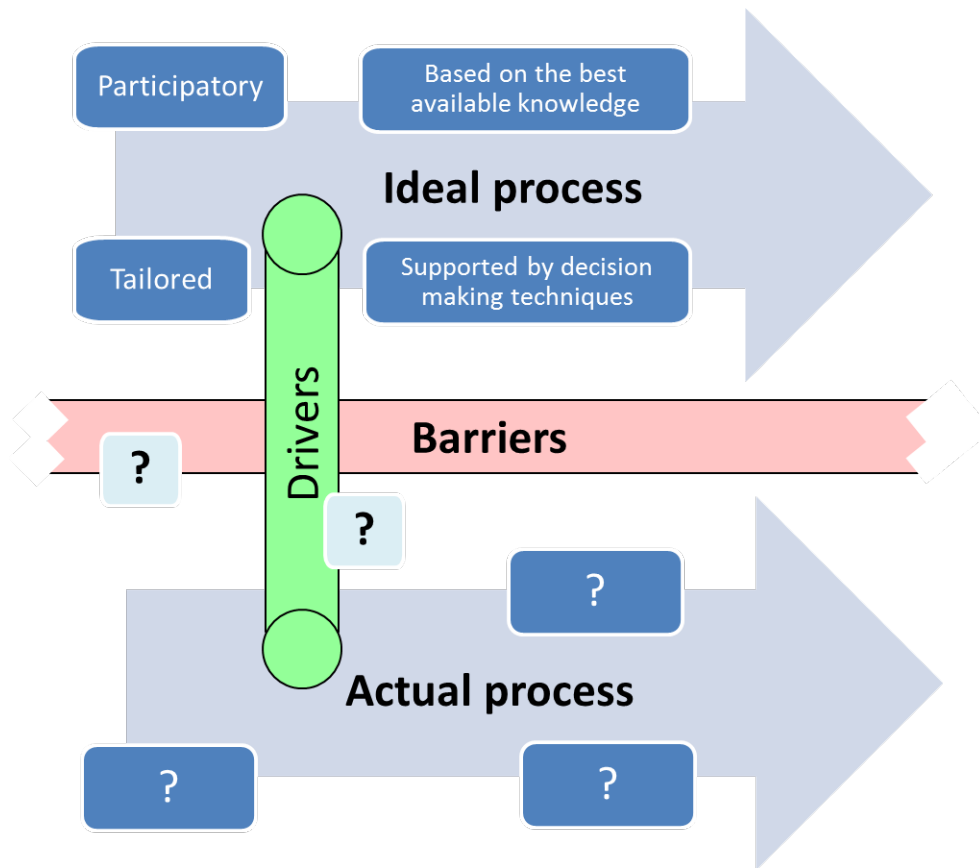 Participatory
Based on the best
available knowledge
Ideal process
Tailored
Supported by decision
making techniques
Drivers
Barriers
?
?
?
Actual process
?
?